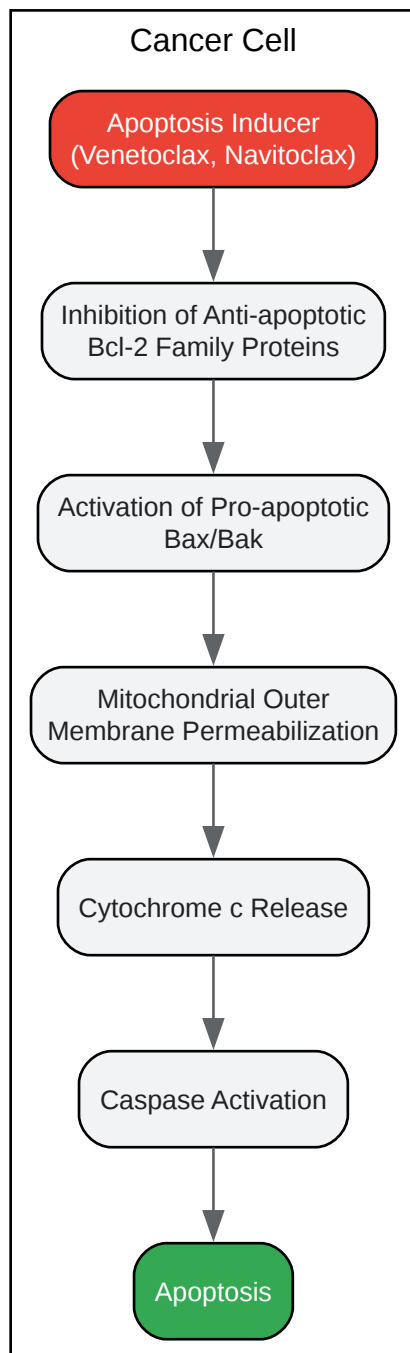 Cancer Cell
Apoptosis Inducer
(Venetoclax, Navitoclax)
Inhibition of Anti-apoptotic
Bcl-2 Family Proteins
Activation of Pro-apoptotic
Bax/Bak
Mitochondrial Outer
Membrane Permeabilization
Cytochrome c Release
Caspase Activation
Apoptosis